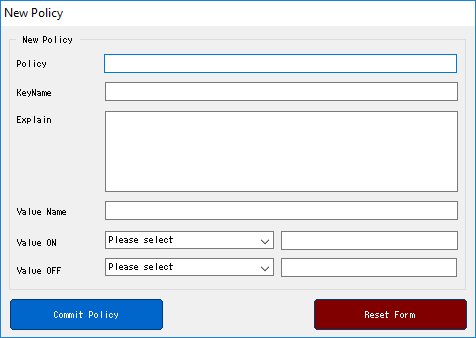 New Policy
New Policy
Policy
KeyName
Explain
Value Name
Value ON
Please select
Value OFF
Please select
Commit Policy
Reset Form